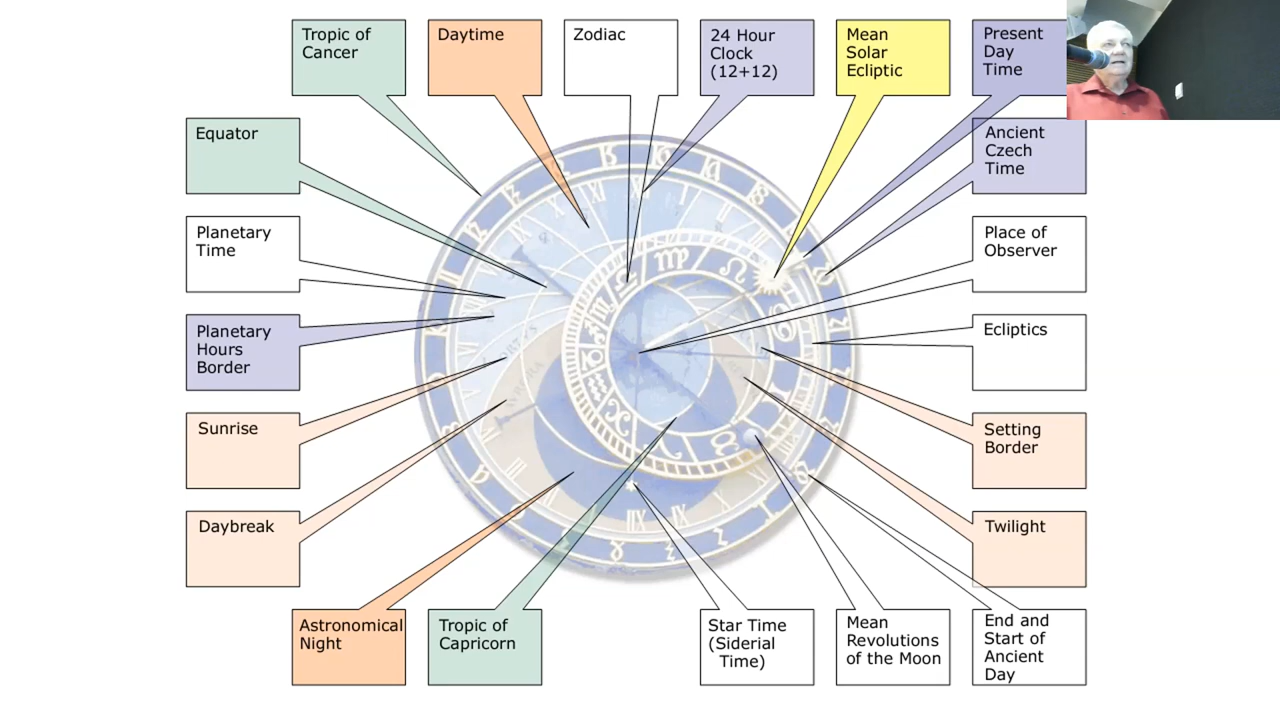 Tropic of
Cancer
Daytime
Zodiac
24 Hour
Clock
(12+12)
Mean
Solar
Ecliptic
Present
Day
Time
Equator
Ancient
Czech
Time
Planetary
Time
Place of
Observer
Planetary
Hours
Border
Ecliptics
Sunrise
Setting
Border
Daybreak
Twilight
Astronomical
Night
Tropic of
Capricorn
Star Time
(Siderial
Time)
Mean
Revolutions
of the Moon
End and
Start of
Ancient
Day